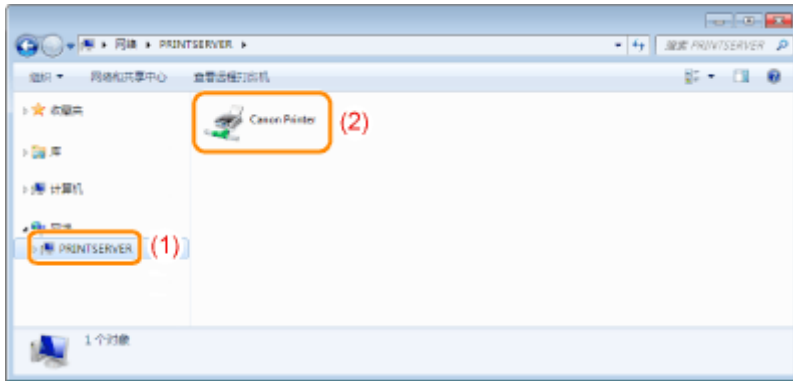 网络 ▸ PRINTSERVER ▸
搜索 PRINTSERVER
组织 网络和共享中心 查看远程打印机
收藏夹
Canon Printer (2)
库
计算机
网络
PRINTSERVER (1)
1 个对象